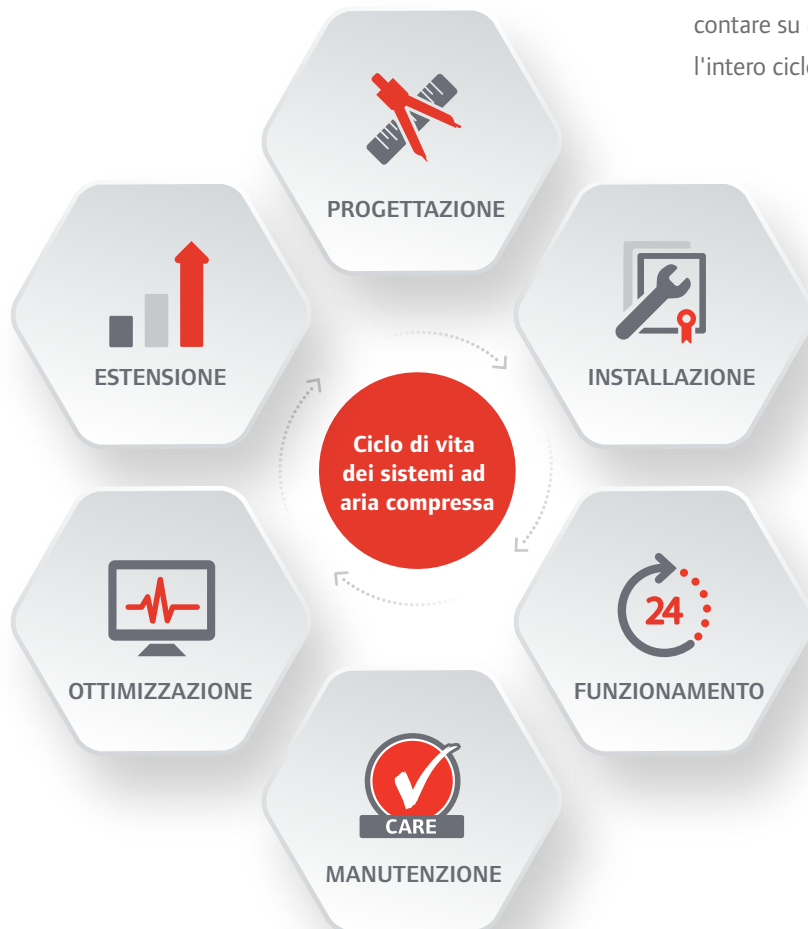 contare su
l'intero ciclo
PROGETTAZIONE
ESTENSIONE
INSTALLAZIONE
Ciclo di vita
dei sistemi ad
aria compressa
24
OTTIMIZZAZIONE
FUNZIONAMENTO
CARE
MANUTENZIONE